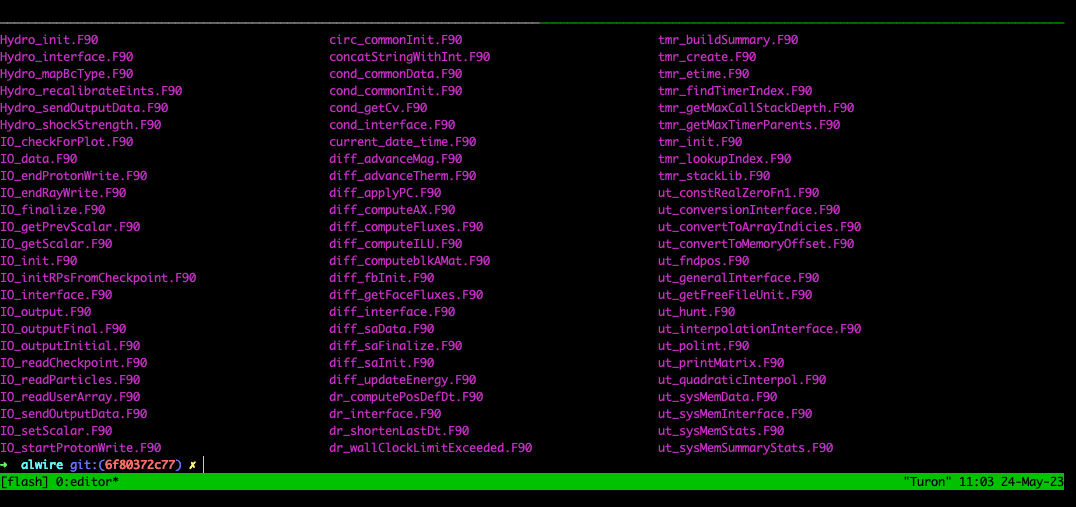 Hydro_init.F90 circ_commonInit.F90 tmr_buildSummary.F90
Hydro_interface.F90 concatStringWithInt.F90 tmr_create.F90
Hydro_mapBcType.F90 cond_commonData.F90 tmr_etime.F90
Hydro_recalibrateEints.F90 cond_commonInit.F90 tmr_findTimerIndex.F90
Hydro_sendOutputData.F90 cond_getCv.F90 tmr_getMaxCallStackDepth.F90
Hydro_shockStrength.F90 cond_interface.F90 tmr_getMaxTimerParents.F90
IO_checkForPlot.F90 current_date_time.F90 tmr_init.F90
IO_data.F90 diff_advanceMag.F90 tmr_lookupIndex.F90
IO_endProtonWrite.F90 diff_advanceTherm.F90 tmr_stackLib.F90
IO_endRayWrite.F90 diff_applyPC.F90 ut_constRealZeroFn1.F90
IO_finalize.F90 diff_computeAX.F90 ut_conversionInterface.F90
IO_getPrevScalar.F90 diff_computeFluxes.F90 ut_convertToArrayIndicies.F90
IO_getScalar.F90 diff_computeILU.F90 ut_convertToMemoryOffset.F90
IO_init.F90 diff_computeblkAMat.F90 ut_fndpos.F90
IO_initRPsFromCheckpoint.F90 diff_fbInit.F90 ut_generalInterface.F90
IO_interface.F90 diff_getFaceFluxes.F90 ut_getFreeFileUnit.F90
IO_output.F90 diff_interface.F90 ut_hunt.F90
IO_outputFinal.F90 diff_saData.F90 ut_interpolationInterface.F90
IO_outputInitial.F90 diff_saFinalize.F90 ut_polint.F90
IO_readCheckpoint.F90 diff_saInit.F90 ut_printMatrix.F90
IO_readParticles.F90 diff_updateEnergy.F90 ut_quadraticInterpol.F90
IO_readUserArray.F90 dr_computePosDefDt.F90 ut_sysMemData.F90
IO_sendOutputData.F90 dr_interface.F90 ut_sysMemInterface.F90
IO_setScalar.F90 dr_shortenLastDt.F90 ut_sysMemStats.F90
IO_startProtonWrite.F90 dr_wallClockLimitExceeded.F90 ut_sysMemSummaryStats.F90
➜ alwire git:(6f80372c77) ✗
[flash] 0:editor* "Turon" 11:03 24-May-23